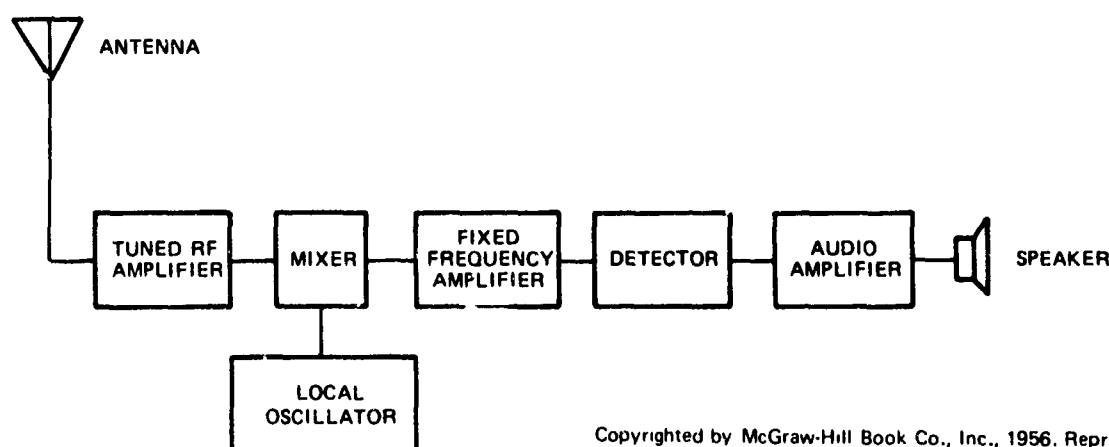 ANTENNA
TUNED RF
AMPLIFIER
MIXER
FIXED
FREQUENCY
AMPLIFIER
DETECTOR
AUDIO
AMPLIFIER
SPEAKER
LOCAL
OSCILLATOR
Copyrighted by McGraw-Hill Book Co., Inc., 1956. Repr